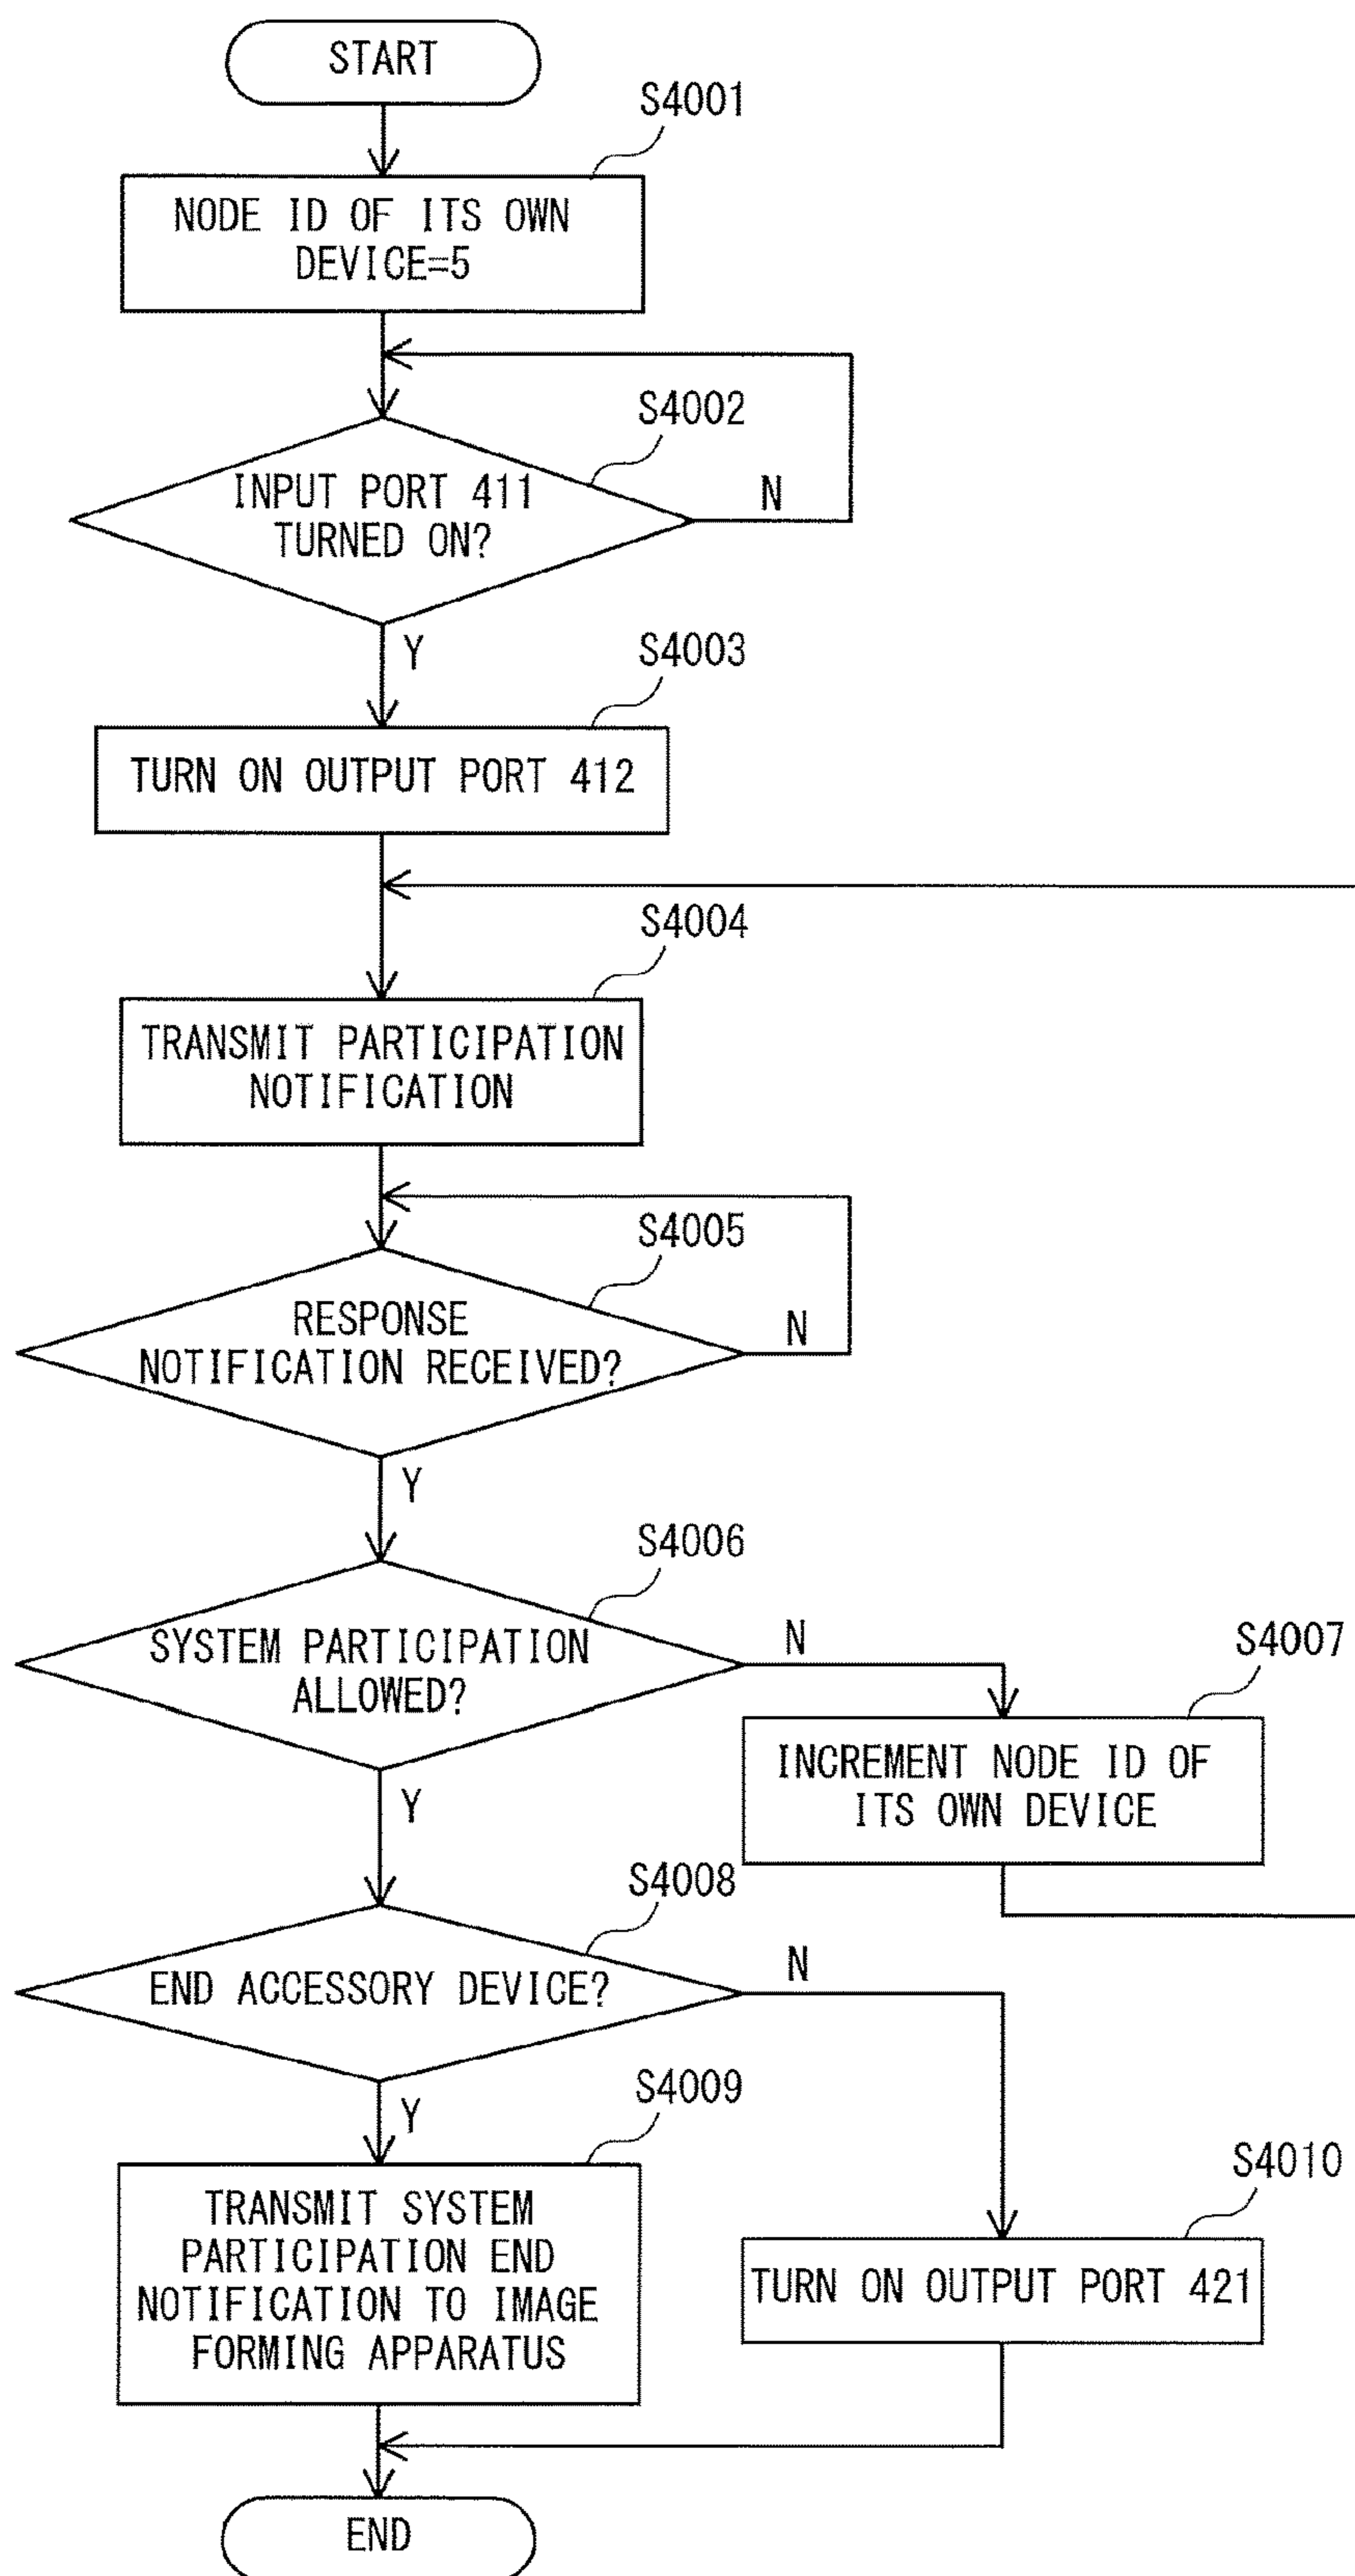 START
S4001
NODE ID OF ITS OWN
DEVICE=5
S4002
INPUT PORT 411
TURNED ON?
N
Y
S4003
TURN ON OUTPUT PORT 412
S4004
TRANSMIT PARTICIPATION
NOTIFICATION
S4005
RESPONSE
NOTIFICATION RECEIVED?
N
Y
S4006
SYSTEM PARTICIPATION
ALLOWED?
N
Y
S4007
INCREMENT NODE ID OF
ITS OWN DEVICE
S4008
END ACCESSORY DEVICE?
N
Y
S4009
TRANSMIT SYSTEM
PARTICIPATION END
NOTIFICATION TO IMAGE
FORMING APPARATUS
S4010
TURN ON OUTPUT PORT 421
END